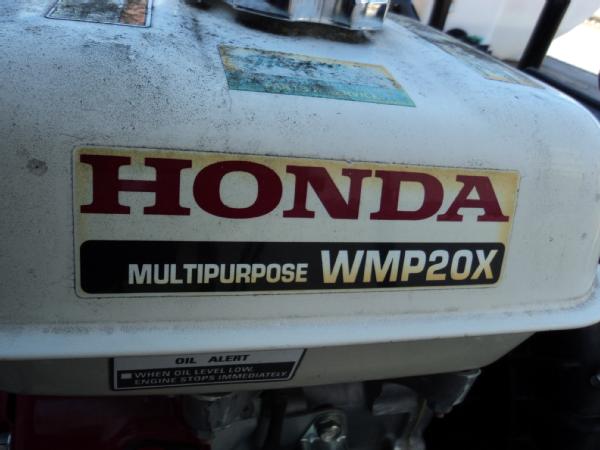 HONDA
MULTIPURPOSE WMP20X
OIL ALERT
WHEN OIL LEVEL LOW,
ENGINE STOPS IMMEDIATELY.